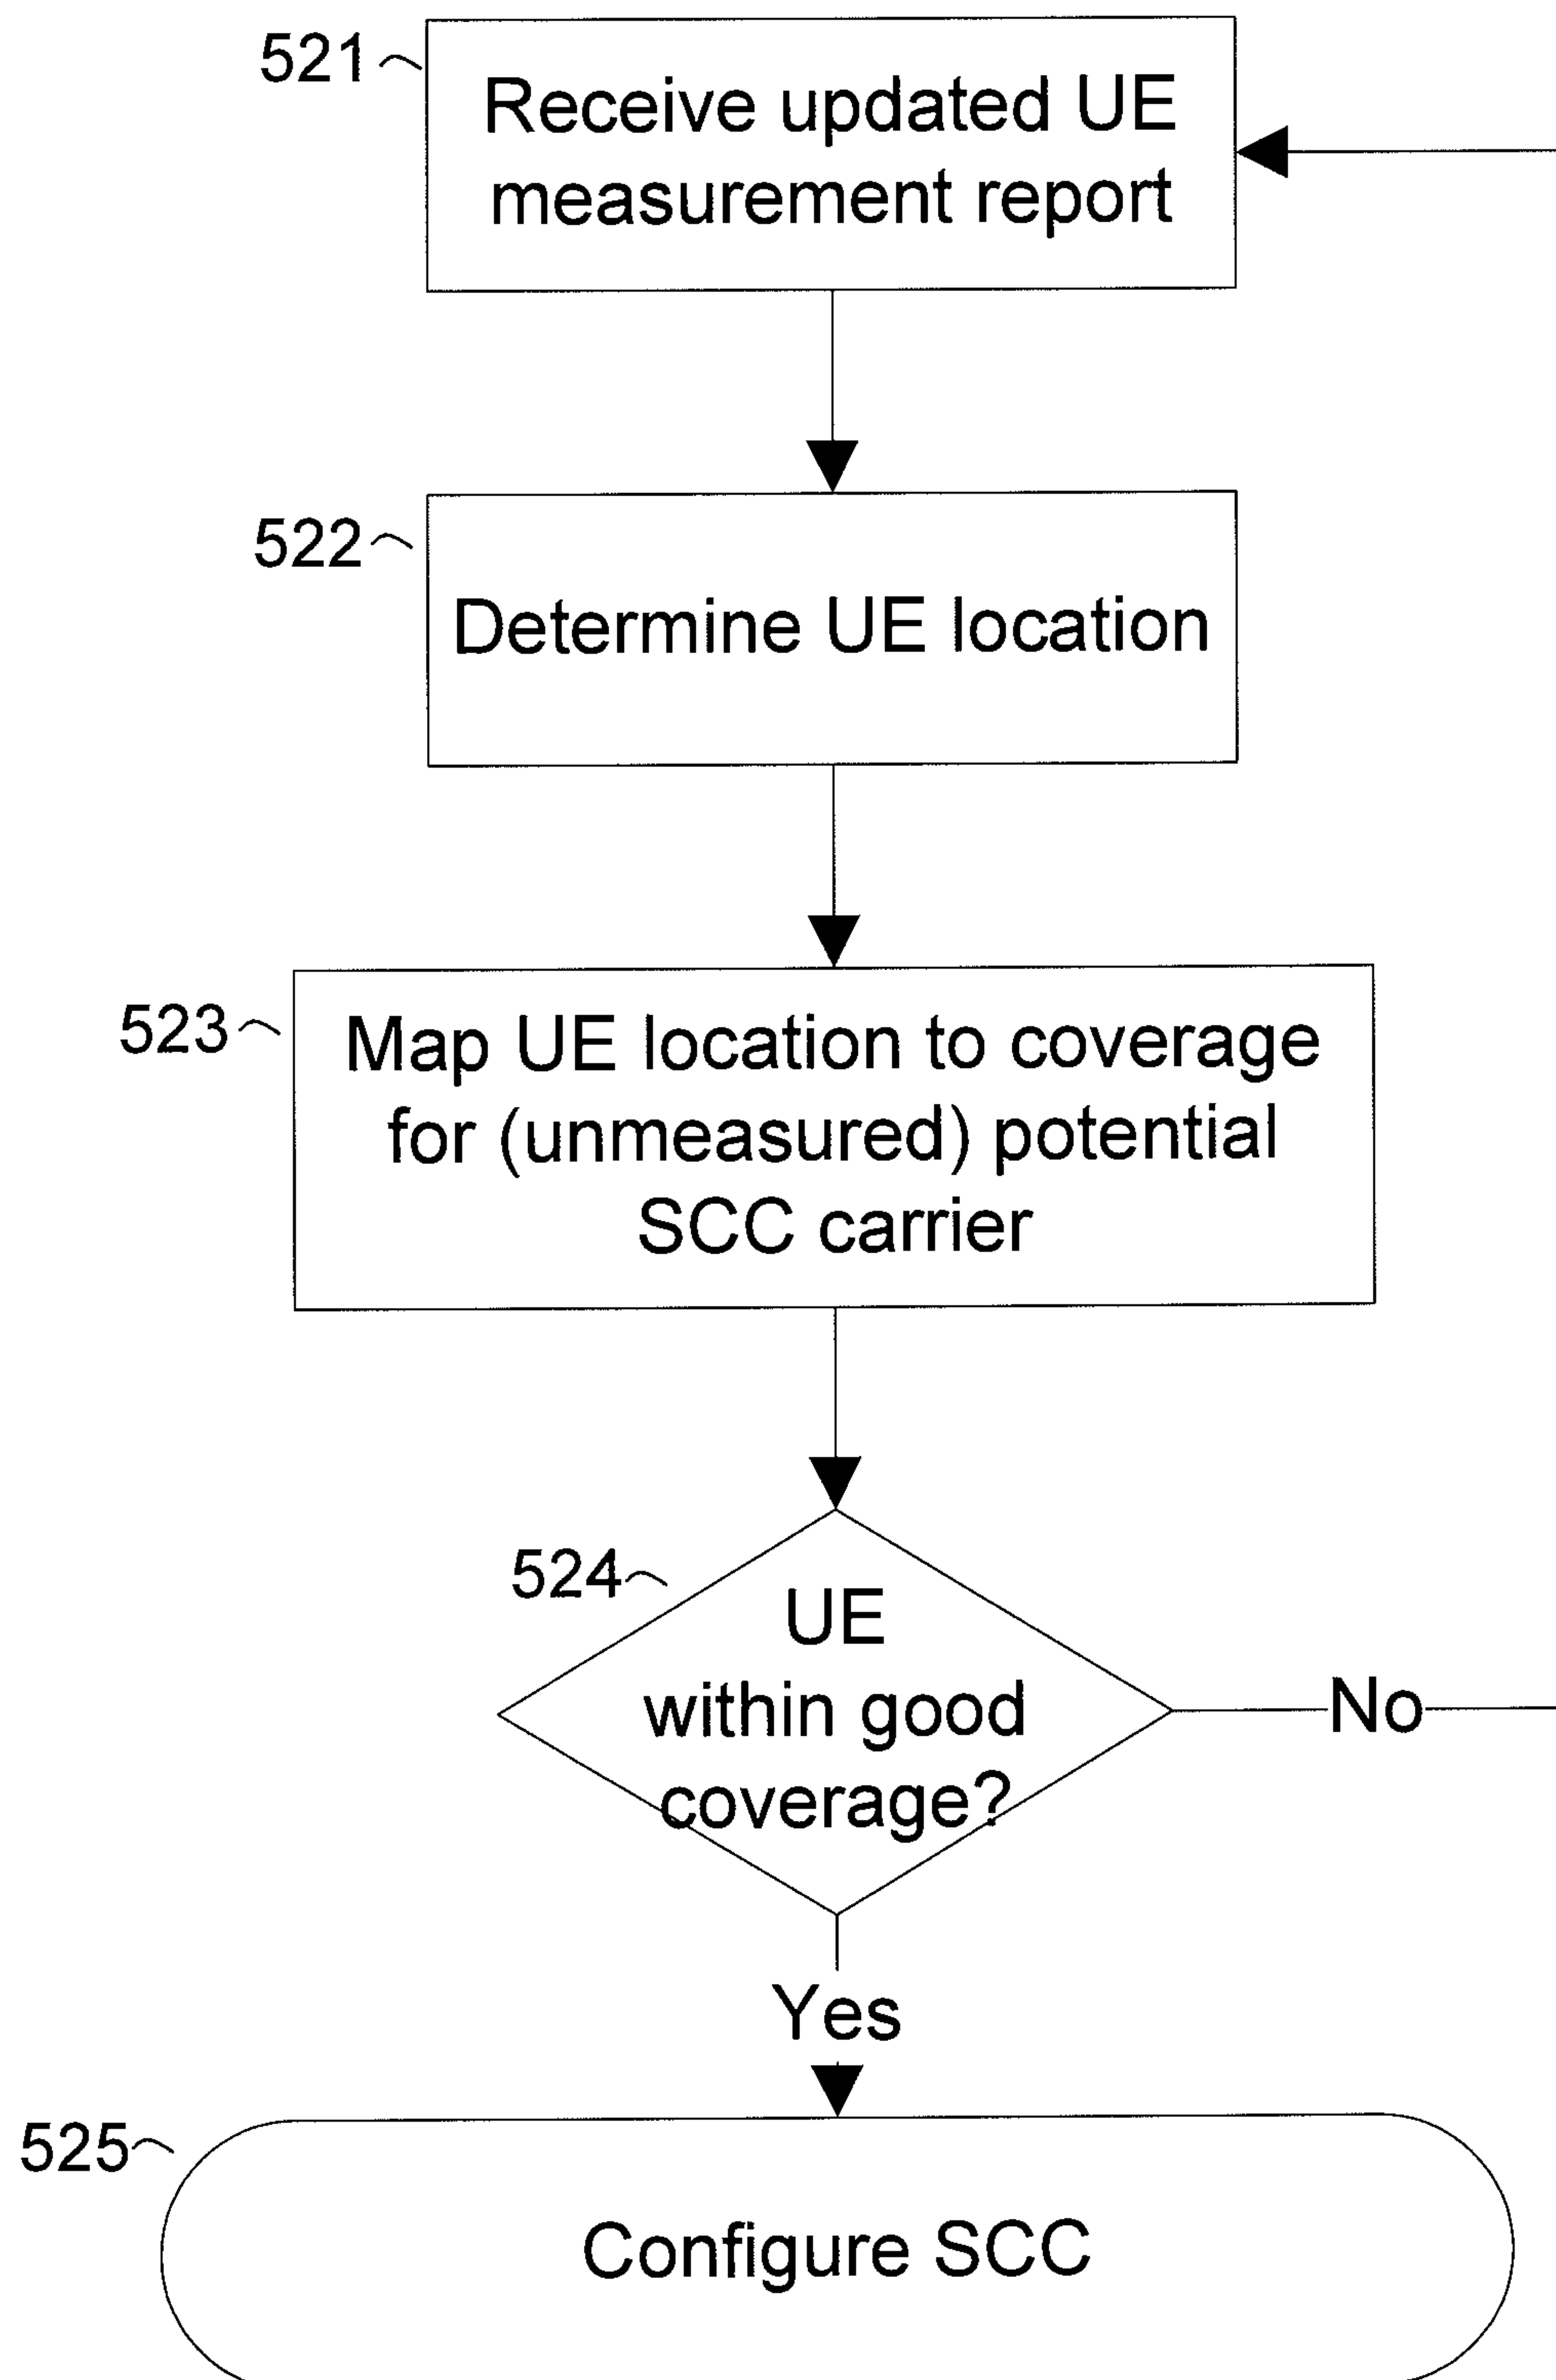 521
Receive updated UE
measurement report
522
Determine UE location
523
Map UE location to coverage
for (unmeasured) potential
SCC carrier
524
UE
within good
coverage?
No
Yes
525
Configure SCC